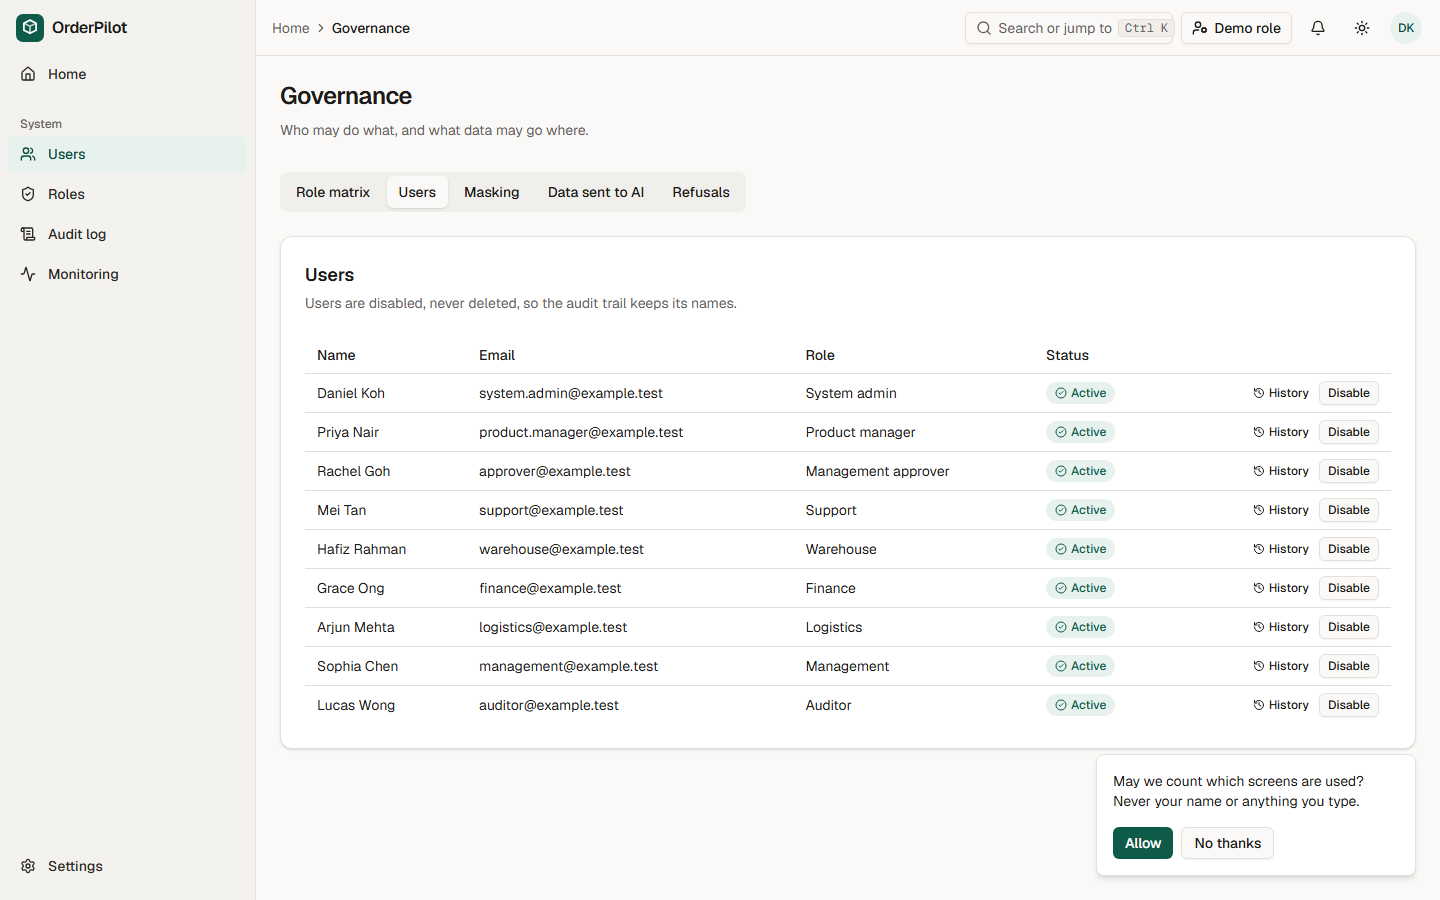 OrderPilot
Home
System
Users
Roles
Audit log
Monitoring
Settings
Home > Governance
Search or jump to Ctrl K
Demo role
DK
Governance
Who may do what, and what data may go where.
Role matrix Users Masking Data sent to AI Refusals
Users
Users are disabled, never deleted, so the audit trail keeps its names.
Name Email Role Status
Daniel Koh system.admin@example.test System admin Active History Disable
Priya Nair product.manager@example.test Product manager Active History Disable
Rachel Goh approver@example.test Management approver Active History Disable
Mei Tan support@example.test Support Active History Disable
Hafiz Rahman warehouse@example.test Warehouse Active History Disable
Grace Ong finance@example.test Finance Active History Disable
Arjun Mehta logistics@example.test Logistics Active History Disable
Sophia Chen management@example.test Management Active History Disable
Lucas Wong auditor@example.test Auditor Active History Disable
May we count which screens are used?
Never your name or anything you type.
Allow No thanks